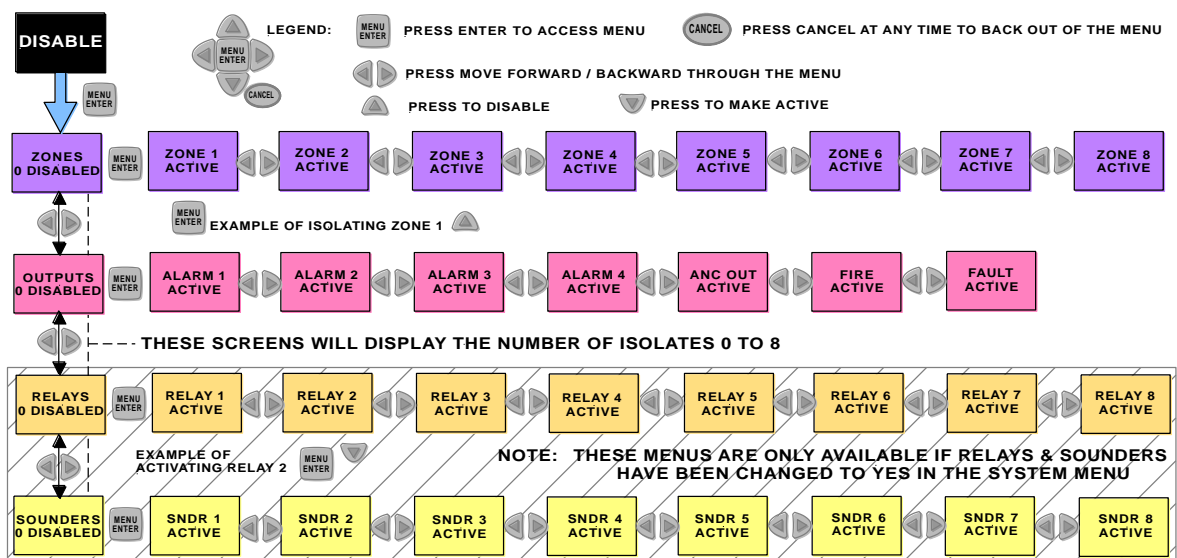 DISABLE
LEGEND:
MENU
ENTER
PRESS ENTER TO ACCESS MENU
CANCEL
PRESS CANCEL AT ANY TIME TO BACK OUT OF THE MENU
MENU
ENTER
CANCEL
PRESS MOVE FORWARD / BACKWARD THROUGH THE MENU
MENU
ENTER
PRESS TO DISABLE
PRESS TO MAKE ACTIVE
ZONES
0 DISABLED
MENU
ENTER
ZONE 1
ACTIVE
ZONE 2
ACTIVE
ZONE 3
ACTIVE
ZONE 4
ACTIVE
ZONE 5
ACTIVE
ZONE 6
ACTIVE
ZONE 7
ACTIVE
ZONE 8
ACTIVE
MENU
ENTER
EXAMPLE OF ISOLATING ZONE 1
OUTPUTS
0 DISABLED
MENU
ENTER
ALARM 1
ACTIVE
ALARM 2
ACTIVE
ALARM 3
ACTIVE
ALARM 4
ACTIVE
ANC OUT
ACTIVE
FIRE
ACTIVE
FAULT
ACTIVE
THESE SCREENS WILL DISPLAY THE NUMBER OF ISOLATES 0 TO 8
RELAYS
0 DISABLED
MENU
ENTER
RELAY 1
ACTIVE
RELAY 2
ACTIVE
RELAY 3
ACTIVE
RELAY 4
ACTIVE
RELAY 5
ACTIVE
RELAY 6
ACTIVE
RELAY 7
ACTIVE
RELAY 8
ACTIVE
EXAMPLE OF
ACTIVATING RELAY 2
MENU
ENTER
NOTE: THESE MENUS ARE ONLY AVAILABLE IF RELAYS & SOUNDERS
HAVE BEEN CHANGED TO YES IN THE SYSTEM MENU
SOUNDERS
0 DISABLED
MENU
ENTER
SNDR 1
ACTIVE
SNDR 2
ACTIVE
SNDR 3
ACTIVE
SNDR 4
ACTIVE
SNDR 5
ACTIVE
SNDR 6
ACTIVE
SNDR 7
ACTIVE
SNDR 8
ACTIVE